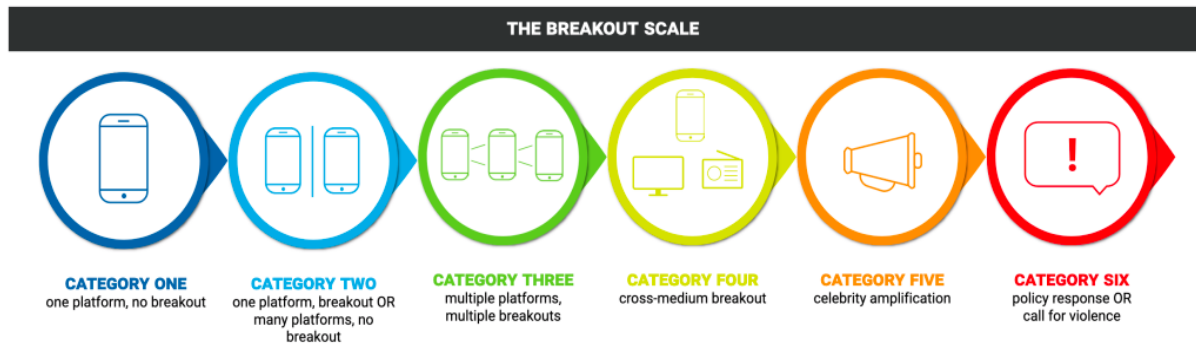 THE BREAKOUT SCALE
CATEGORY ONE
one platform, no breakout
CATEGORY TWO
one platform, breakout OR
many platforms, no
breakout
CATEGORY THREE
multiple platforms,
multiple breakouts
CATEGORY FOUR
cross-medium breakout
CATEGORY FIVE
celebrity amplification
!
CATEGORY SIX
policy response OR
call for violence